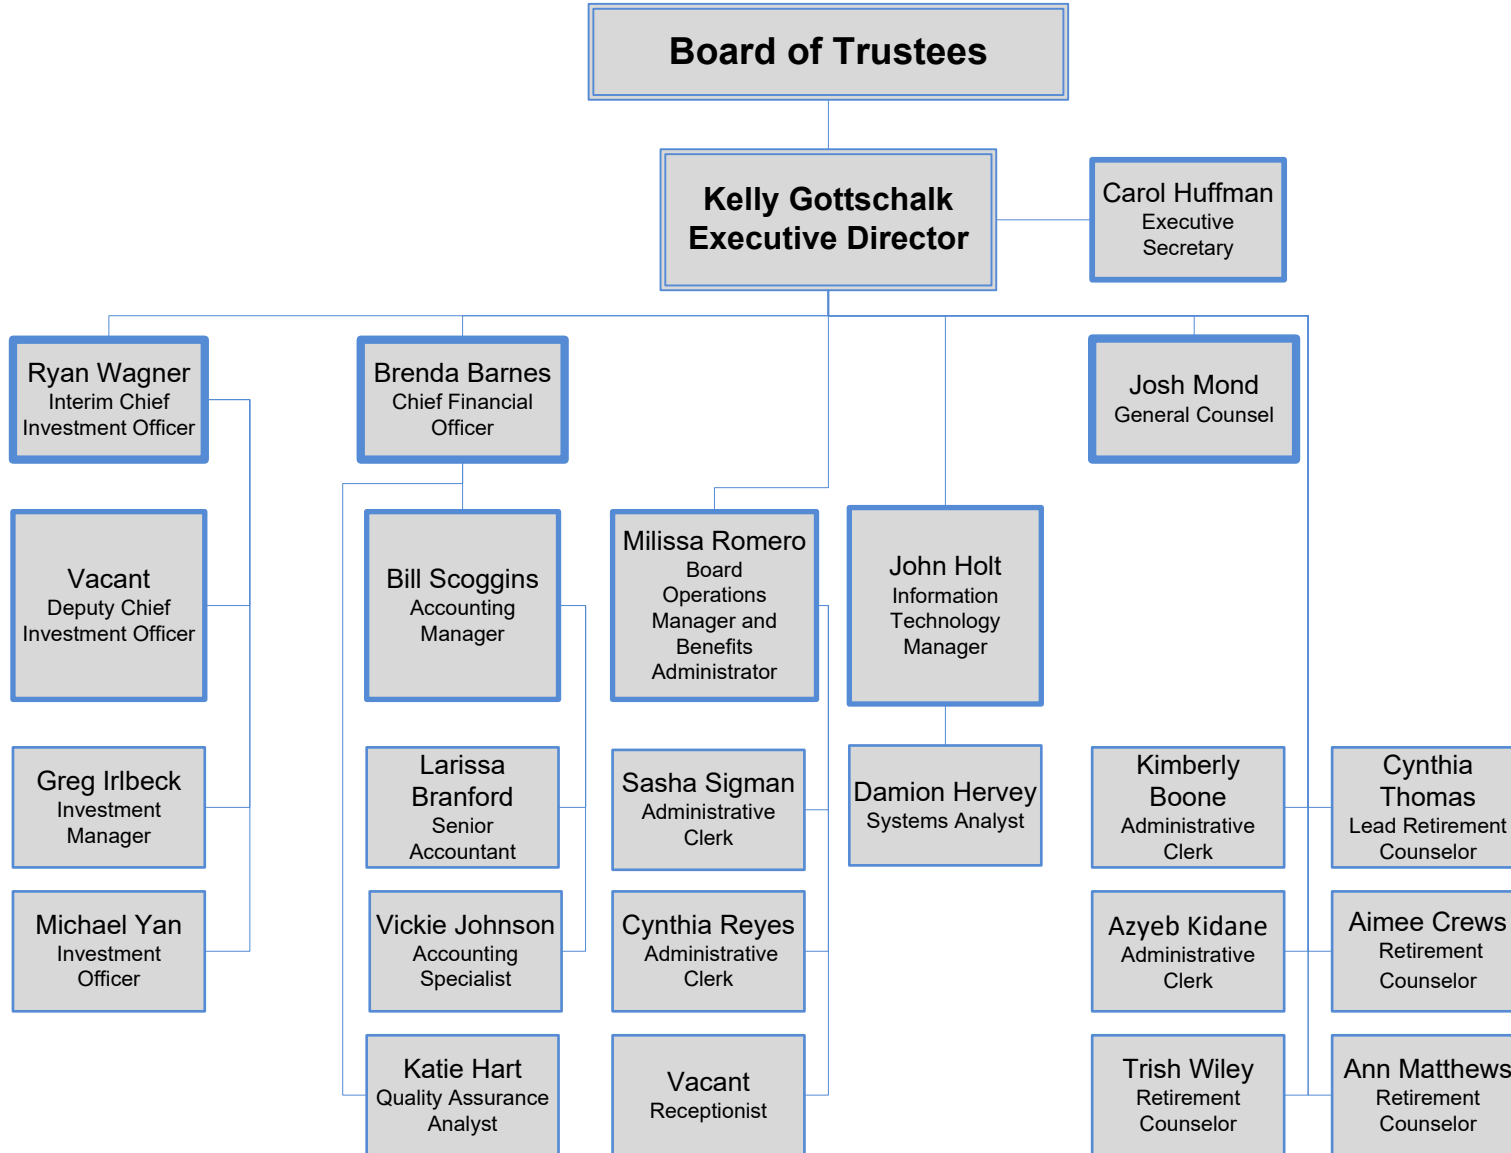 Board of Trustees
Kelly Gottschalk
Executive Director
Carol Huffman
Executive
Secretary
Ryan Wagner
Interim Chief
Investment Officer
Brenda Barnes
Chief Financial
Officer
Josh Mond
General Counsel
Vacant
Deputy Chief
Investment Officer
Bill Scoggins
Accounting
Manager
Milissa Romero
Board
Operations
Manager and
Benefits
Administrator
John Holt
Information
Technology
Manager
Greg Irlbeck
Investment
Manager
Larissa
Branford
Senior
Accountant
Sasha Sigman
Administrative
Clerk
Damion Hervey
Systems Analyst
Kimberly
Boone
Administrative
Clerk
Cynthia
Thomas
Lead Retirement
Counselor
Michael Yan
Investment
Officer
Vickie Johnson
Accounting
Specialist
Cynthia Reyes
Administrative
Clerk
Azyeb Kidane
Administrative
Clerk
Aimee Crews
Retirement
Counselor
Katie Hart
Quality Assurance
Analyst
Vacant
Receptionist
Trish Wiley
Retirement
Counselor
Ann Matthews
Retirement
Counselor